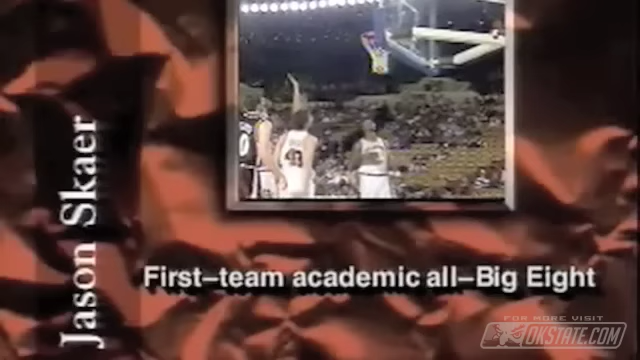 Jason Skaer
First-team academic all-Big Eight
FOR MORE VISIT
OKSTATE.COM